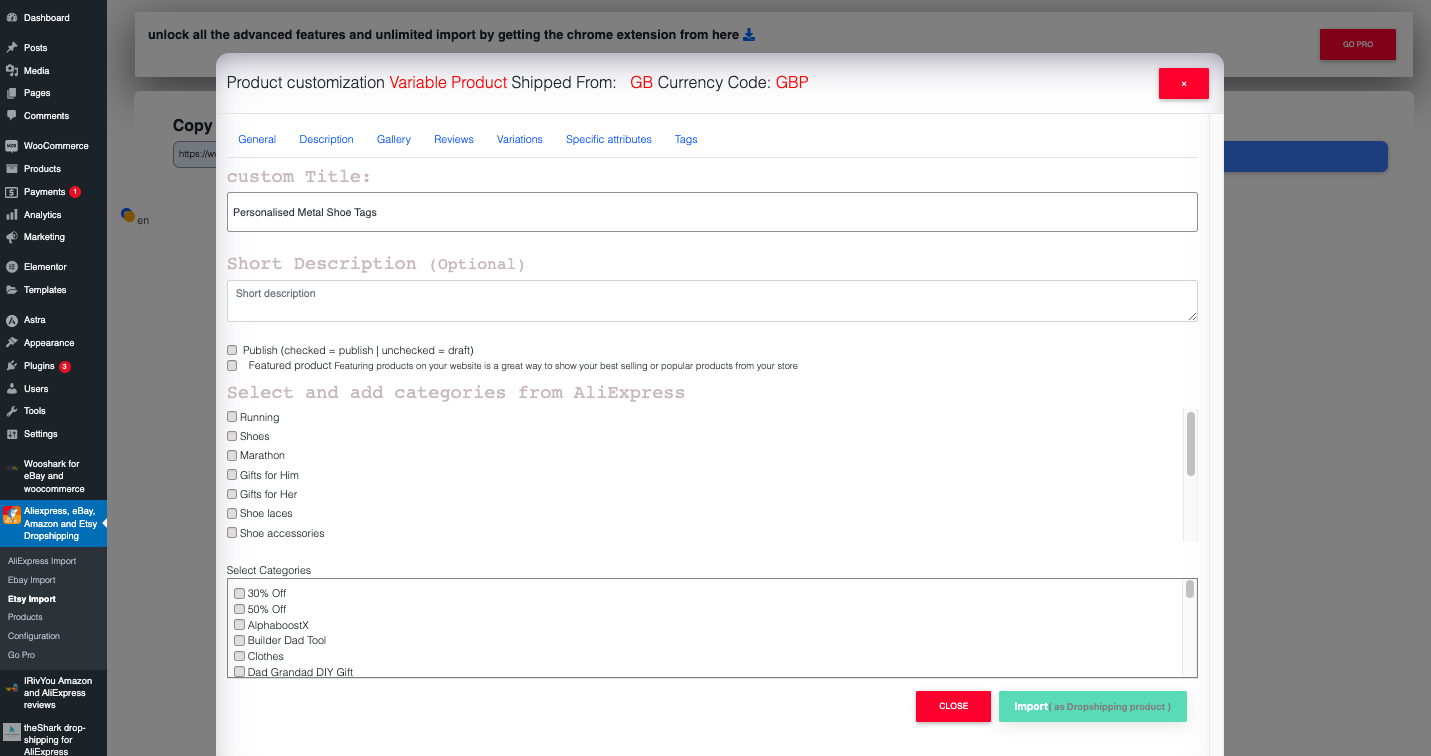 Dashboard
Posts
Media
Pages
Comments
WooCommerce
Products
Payments 1
Analytics
Marketing
Elementor
Templates
Astra
Appearance
Plugins 3
Users
Tools
Settings
Wooshark for
eBay and
woocommerce
Aliexpress, eBay,
Amazon and Etsy
Dropshipping
AliExpress Import
Ebay Import
Etsy Import
Products
Configuration
Go Pro
IRivYou Amazon
and AliExpress
reviews
theShark drop-
shipping for
AliExpress
unlock all the advanced features and unlimited import by getting the chrome extension from here
GO PRO
Copy
https://w
en
Product customization Variable Product Shipped From: GB Currency Code: GBP
×
General Description Gallery Reviews Variations Specific attributes Tags
custom Title:
Personalised Metal Shoe Tags
Short Description (Optional)
Short description
Publish (checked = publish | unchecked = draft)
Featured product Featuring products on your website is a great way to show your best selling or popular products from your store
Select and add categories from AliExpress
Running
Shoes
Marathon
Gifts for Him
Gifts for Her
Shoe laces
Shoe accessories
Select Categories
30% Off
50% Off
AlphaboostX
Builder Dad Tool
Clothes
Dad Grandad DIY Gift
CLOSE
Import ( as Dropshipping product )